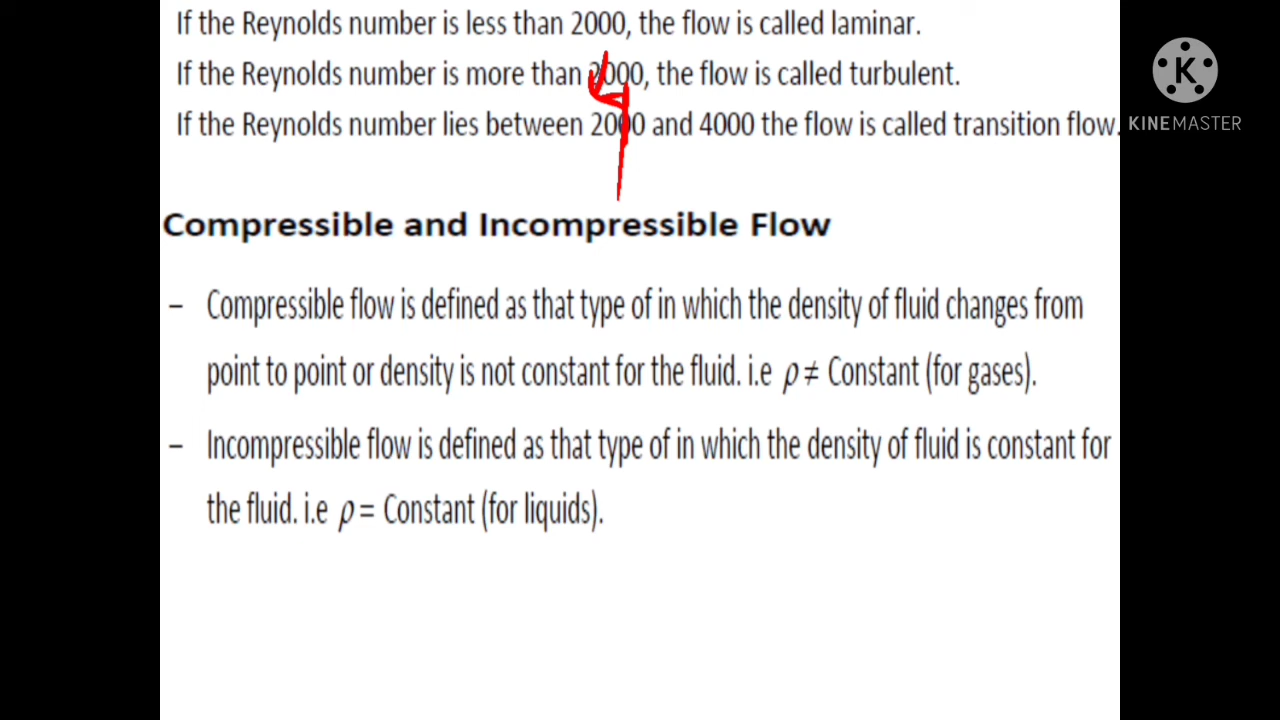 If the Reynolds number is less than 2000, the flow is called laminar.
If the Reynolds number is more than 2000, the flow is called turbulent.
If the Reynolds number lies between 2000 and 4000 the flow is called transition flow.
4
K
KINEMASTER
Compressible and Incompressible Flow
– Compressible flow is defined as that type of in which the density of fluid changes from
point to point or density is not constant for the fluid. i.e ρ ≠ Constant (for gases).
– Incompressible flow is defined as that type of in which the density of fluid is constant for
the fluid. i.e ρ = Constant (for liquids).